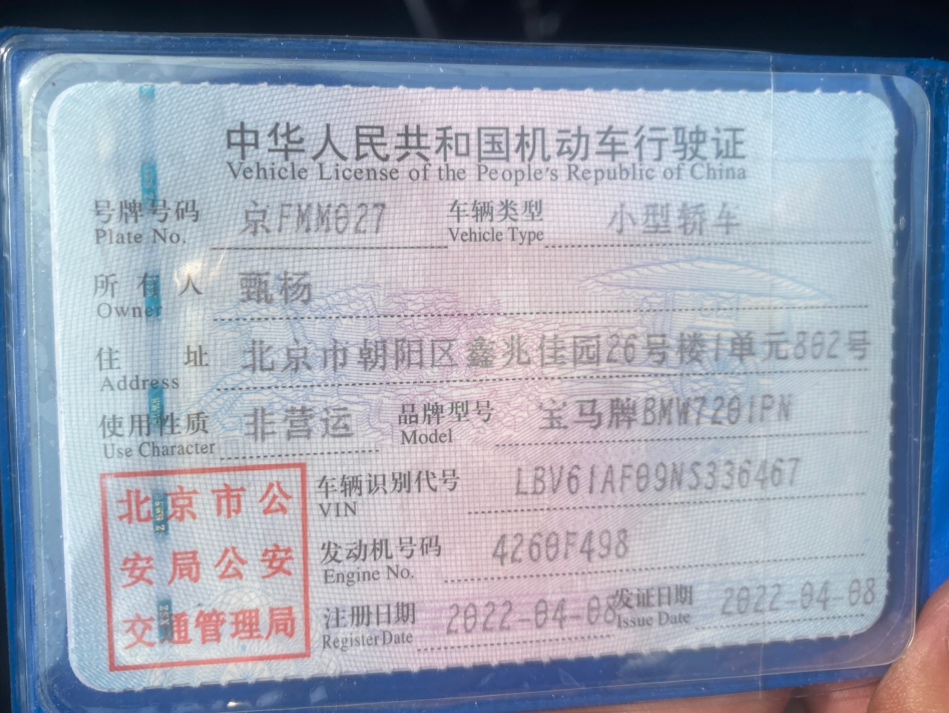 中华人民共和国机动车行驶证
Vehicle License of the People's Republic of China
号牌号码 京FMM027 车辆类型 小型轿车
Plate No. Vehicle Type
所有人 甄杨
Owner
住址 北京市朝阳区鑫兆佳园26号楼1单元802号
Address
使用性质 非营运 品牌型号 宝马牌BMW7201PN
Use Character Model
车辆识别代号 LBV61AF09NS336467
VIN
发动机号码 4260F498
Engine No.
注册日期 2022-04-08 发证日期 2022-04-08
Register Date Issue Date
北京市公
安局公安
交通管理局